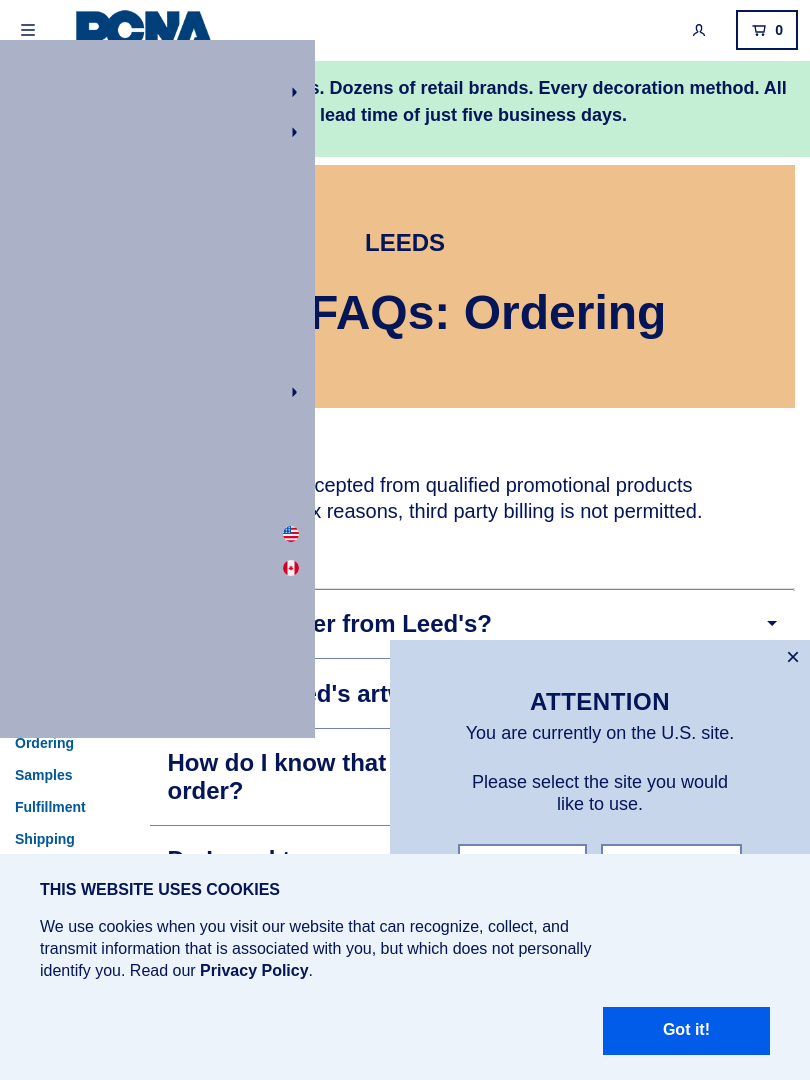 PCNA
0
s. Dozens of retail brands. Every decoration method. All
lead time of just five business days.
LEEDS
FAQs: Ordering
cepted from qualified promotional products
x reasons, third party billing is not permitted.
er from Leed's?
ed's artw
How do I know that
order?
Ordering
Samples
Fulfillment
Shipping
ATTENTION
You are currently on the U.S. site.
Please select the site you would
like to use.
THIS WEBSITE USES COOKIES
We use cookies when you visit our website that can recognize, collect, and
transmit information that is associated with you, but which does not personally
identify you. Read our Privacy Policy.
Got it!